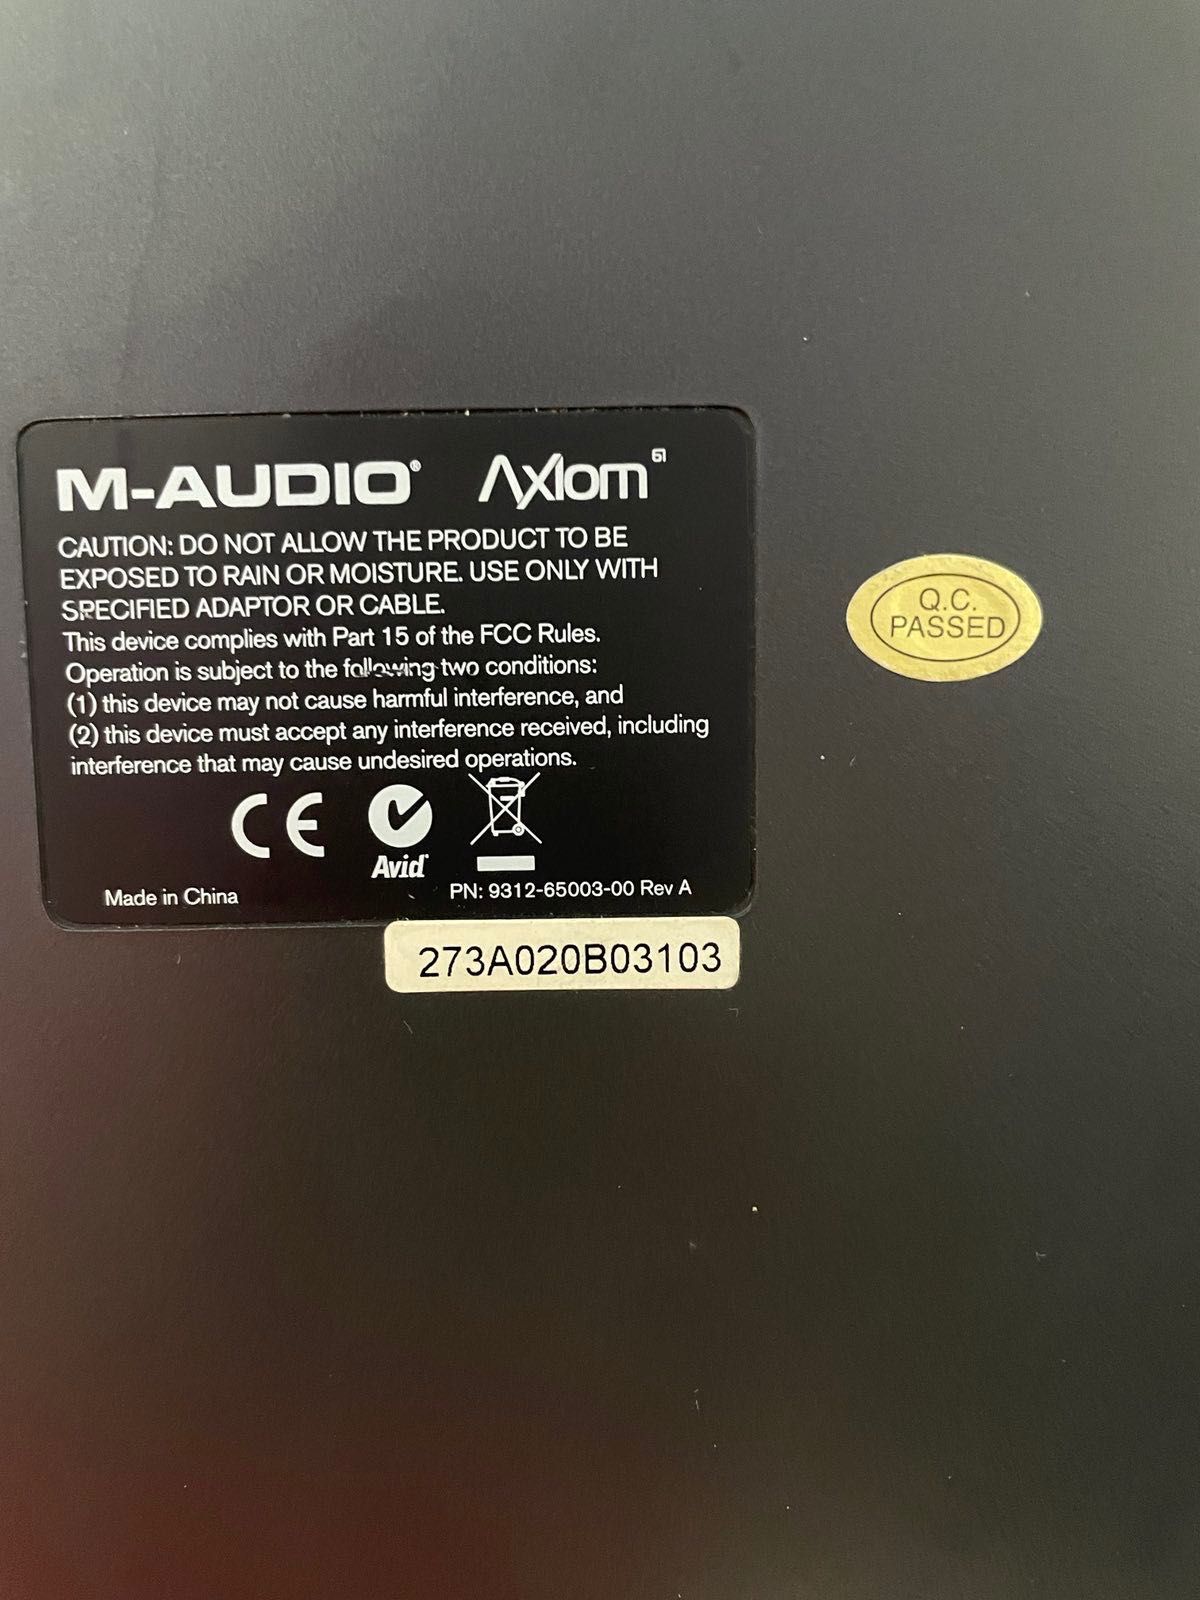 M-AUDIO® Axiom 61
CAUTION: DO NOT ALLOW THE PRODUCT TO BE
EXPOSED TO RAIN OR MOISTURE. USE ONLY WITH
SPECIFIED ADAPTOR OR CABLE.
This device complies with Part 15 of the FCC Rules.
Operation is subject to the following two conditions:
(1) this device may not cause harmful interference, and
(2) this device must accept any interference received, including
interference that may cause undesired operations.
CE
Avid
Made in China
PN: 9312-65003-00 Rev A
273A020B03103
Q.C.
PASSED